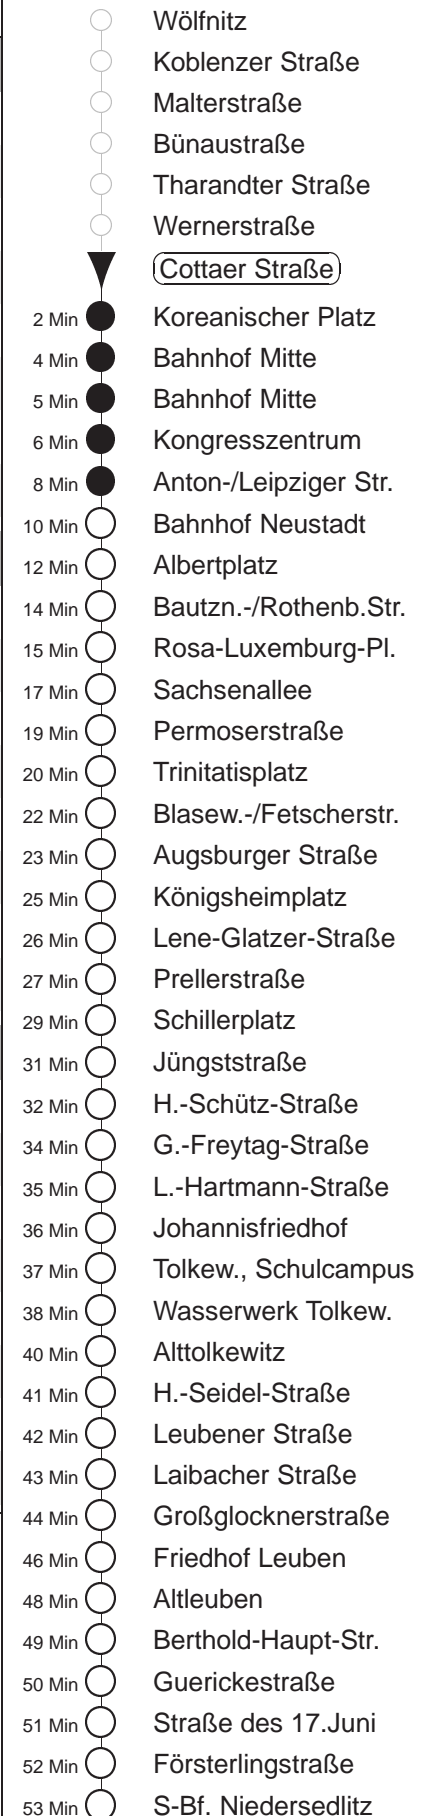 Wölfnitz
Koblenzer Straße
Malterstraße
Bünaustraße
Tharandter Straße
Wernerstraße
Cottaer Straße
2 Min Koreanischer Platz
4 Min Bahnhof Mitte
5 Min Bahnhof Mitte
6 Min Kongresszentrum
8 Min Anton-/Leipziger Str.
10 Min Bahnhof Neustadt
12 Min Albertplatz
14 Min Bautzn.-/Rothenb.Str.
15 Min Rosa-Luxemburg-Pl.
17 Min Sachsenallee
19 Min Permoserstraße
20 Min Trinitatisplatz
22 Min Blasew.-/Fetscherstr.
23 Min Augsburger Straße
25 Min Königsheimplatz
26 Min Lene-Glatzer-Straße
27 Min Prellerstraße
29 Min Schillerplatz
31 Min Jüngststraße
32 Min H.-Schütz-Straße
34 Min G.-Freytag-Straße
35 Min L.-Hartmann-Straße
36 Min Johannisfriedhof
37 Min Tolkew., Schulcampus
38 Min Wasserwerk Tolkew.
40 Min Alttolkewitz
41 Min H.-Seidel-Straße
42 Min Leubener Straße
43 Min Laibacher Straße
44 Min Großglocknerstraße
46 Min Friedhof Leuben
48 Min Altleuben
49 Min Berthold-Haupt-Str.
50 Min Guerickestraße
51 Min Straße des 17.Juni
52 Min Försterlingstraße
53 Min S-Bf. Niedersedlitz